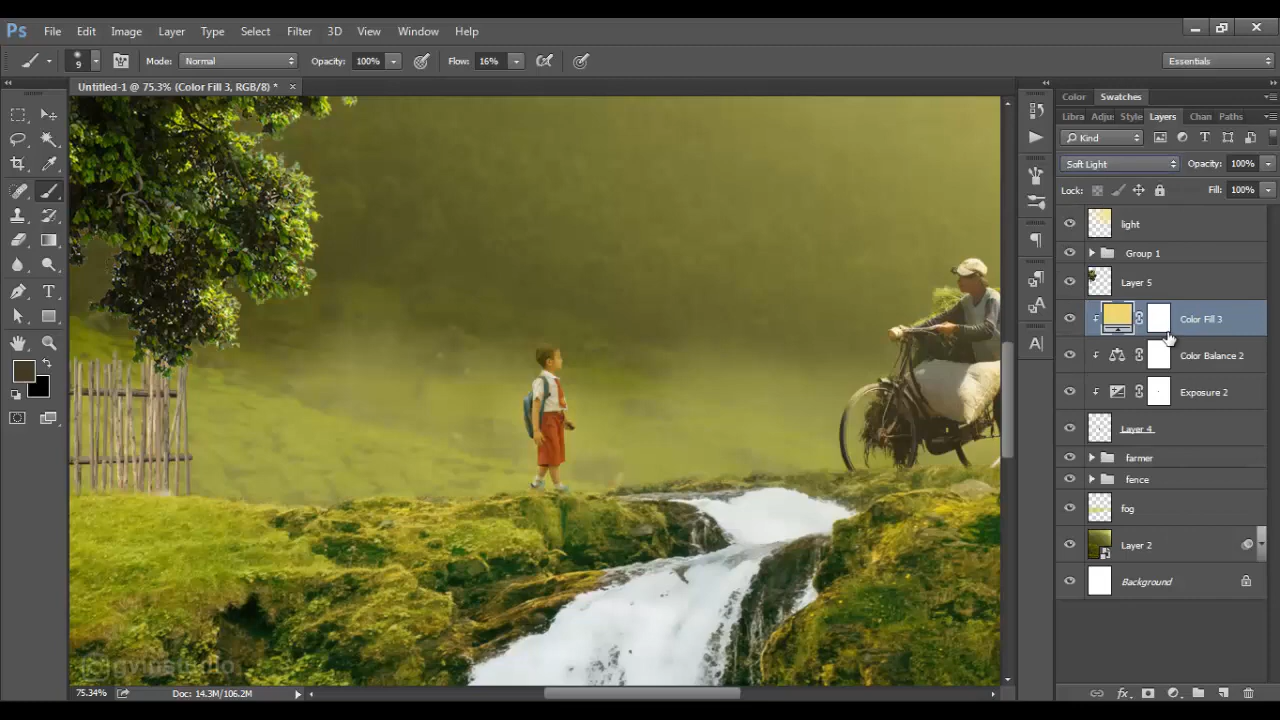 Ps File Edit Image Layer Type Select Filter 3D View Window Help
9 Mode: Normal Opacity: 100% Flow: 16% Essentials
Untitled-1 @ 75.3% (Color Fill 3, RGB/8) *
Color Swatches
Libra Adjus Style Layers Chan Paths
Kind
Soft Light Opacity: 100%
Lock: Fill: 100%
light
Group 1
Layer 5
Color Fill 3
Color Balance 2
Exposure 2
Layer 4
farmer
fence
fog
Layer 2
Background
gvinstudio
75.34% Doc: 14.3M/106.2M